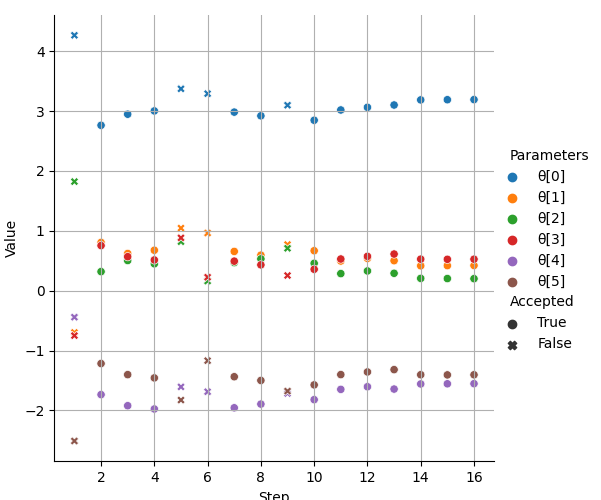 4
3
2
1
0
−1
−2
Value
2 4 6 8 10 12 14 16
Step
Parameters
θ[0]
θ[1]
θ[2]
θ[3]
θ[4]
θ[5]
Accepted
True
False